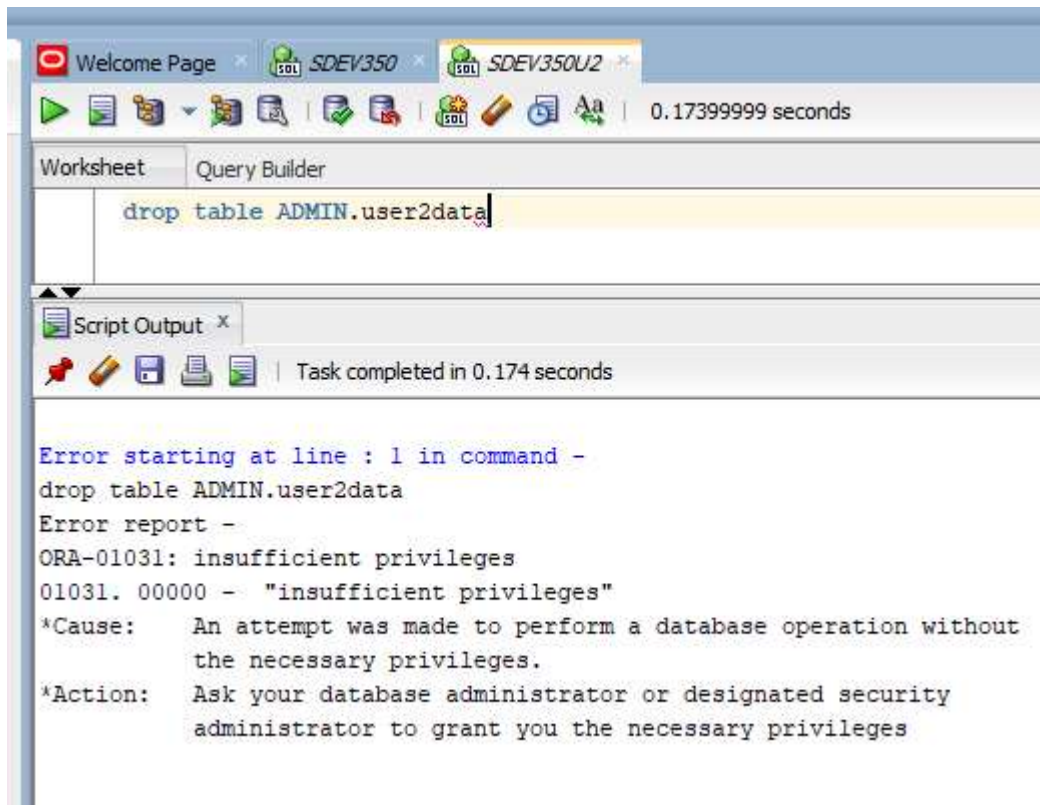 Welcome Page SDEV350 SDEV350U2
0.17399999 seconds
Worksheet Query Builder
drop table ADMIN.user2data
Script Output
Task completed in 0.174 seconds
Error starting at line : 1 in command -
drop table ADMIN.user2data
Error report -
ORA-01031: insufficient privileges
01031. 00000 - "insufficient privileges"
*Cause: An attempt was made to perform a database operation without
the necessary privileges.
*Action: Ask your database administrator or designated security
administrator to grant you the necessary privileges